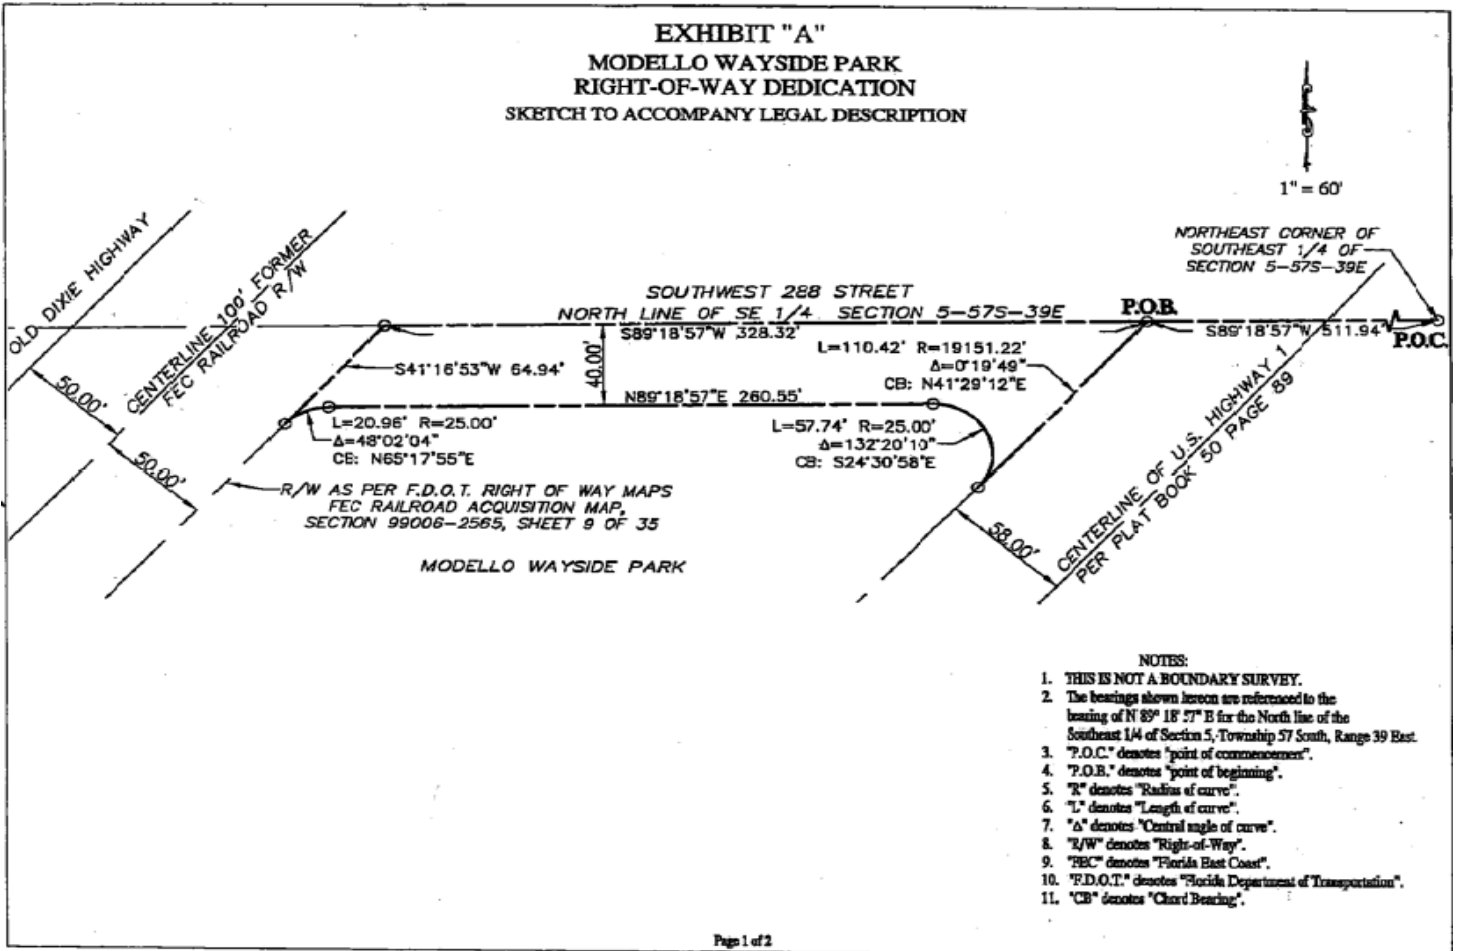 EXHIBIT "A"
MODELLO WAYSIDE PARK
RIGHT-OF-WAY DEDICATION
SKETCH TO ACCOMPANY LEGAL DESCRIPTION
1" = 60'
NORTHEAST CORNER OF
SOUTHEAST 1/4 OF
SECTION 5-57S-39E
OLD DIXIE HIGHWAY
CENTERLINE 100' FORMER
FEC RAILROAD R/W
SOUTHWEST 288 STREET
NORTH LINE OF SE 1/4 SECTION 5-57S-39E
P.O.B.
S89°18'57"W 328.32'
S89°18'57"W 511.94'
P.O.C.
L=110.42' R=19151.22'
Δ=0°19'49"
CB: N41°29'12"E
S41°16'53"W 64.94'
40.00'
50.00'
N89°18'57"E 260.55'
L=20.96' R=25.00'
Δ=48°02'04"
CB: N65°17'55"E
L=57.74' R=25.00'
Δ=132°20'10"
CB: S24°30'58"E
50.00'
R/W AS PER F.D.O.T. RIGHT OF WAY MAPS
FEC RAILROAD ACQUISITION MAP,
SECTION 99006-2565, SHEET 9 OF 35
CENTERLINE OF U.S. HIGHWAY 1
PER PLAT BOOK 50 PAGE 89
58.00'
MODELLO WAYSIDE PARK
NOTES:
1. THIS IS NOT A BOUNDARY SURVEY.
2. The bearings shown hereon are referenced to the
bearing of N 89° 18' 57" E for the North line of the
Southeast 1/4 of Section 5, Township 57 South, Range 39 East.
3. "P.O.C." denotes "point of commencement".
4. "P.O.B." denotes "point of beginning".
5. "R" denotes "Radius of curve".
6. "L" denotes "Length of curve".
7. "Δ" denotes "Central angle of curve".
8. "R/W" denotes "Right-of-Way".
9. "FEC" denotes "Florida East Coast".
10. "F.D.O.T." denotes "Florida Department of Transportation".
11. "CB" denotes "Chord Bearing".
Page 1 of 2